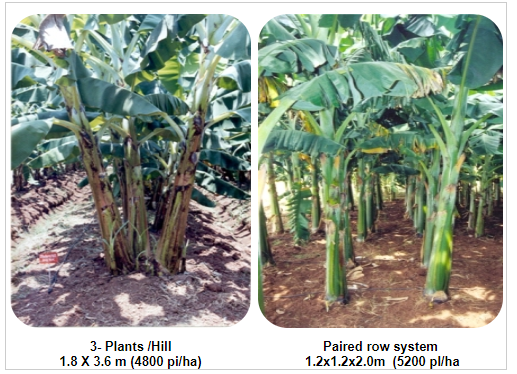 3- Plants /Hill
1.8 X 3.6 m (4800 pi/ha)
Paired row system
1.2x1.2x2.0m (5200 pl/ha